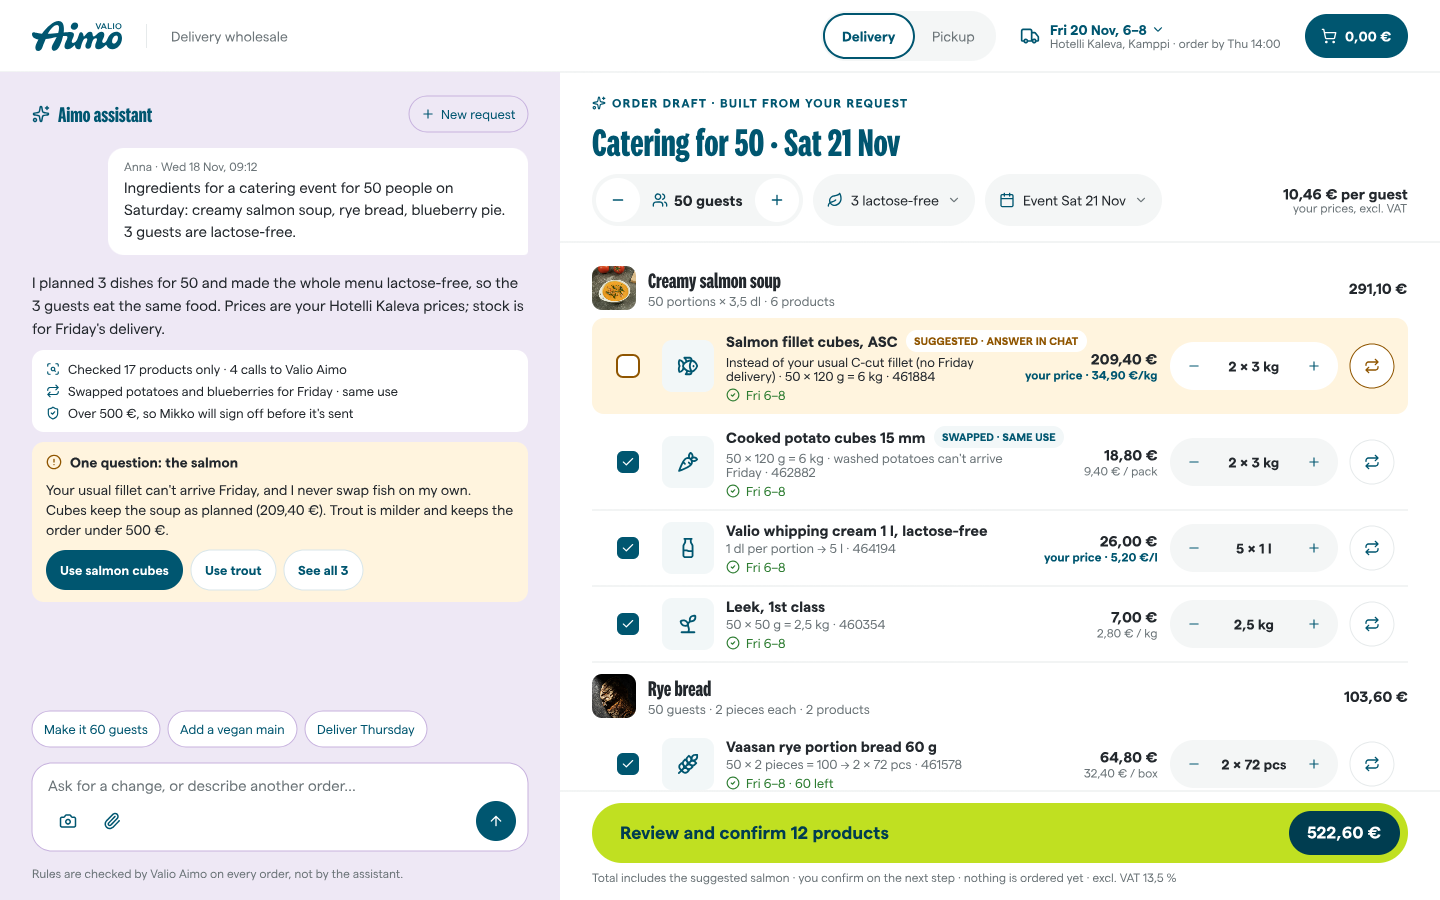 VALIO
Aimo
Delivery wholesale
Delivery
Pickup
Fri 20 Nov, 6–8
Hotelli Kaleva, Kamppi · order by Thu 14:00
0,00 €
Aimo assistant
New request
Anna · Wed 18 Nov, 09:12
Ingredients for a catering event for 50 people on
Saturday: creamy salmon soup, rye bread, blueberry pie.
3 guests are lactose-free.
I planned 3 dishes for 50 and made the whole menu lactose-free, so the
3 guests eat the same food. Prices are your Hotelli Kaleva prices; stock is
for Friday's delivery.
Checked 17 products only · 4 calls to Valio Aimo
Swapped potatoes and blueberries for Friday · same use
Over 500 €, so Mikko will sign off before it's sent
One question: the salmon
Your usual fillet can't arrive Friday, and I never swap fish on my own.
Cubes keep the soup as planned (209,40 €). Trout is milder and keeps the
order under 500 €.
Use salmon cubes
Use trout
See all 3
Make it 60 guests
Add a vegan main
Deliver Thursday
Ask for a change, or describe another order...
Rules are checked by Valio Aimo on every order, not by the assistant.
ORDER DRAFT · BUILT FROM YOUR REQUEST
Catering for 50 · Sat 21 Nov
50 guests
3 lactose-free
Event Sat 21 Nov
10,46 € per guest
your prices, excl. VAT
Creamy salmon soup
50 portions × 3,5 dl · 6 products
291,10 €
Salmon fillet cubes, ASC
SUGGESTED · ANSWER IN CHAT
Instead of your usual C-cut fillet (no Friday
delivery) · 50 × 120 g = 6 kg · 461884
Fri 6–8
209,40 €
your price · 34,90 €/kg
− 2 × 3 kg +
Cooked potato cubes 15 mm
SWAPPED · SAME USE
50 × 120 g = 6 kg · washed potatoes can't arrive
Friday · 462882
Fri 6–8
18,80 €
9,40 € / pack
− 2 × 3 kg +
Valio whipping cream 1 l, lactose-free
1 dl per portion → 5 l · 464194
Fri 6–8
26,00 €
your price · 5,20 €/l
− 5 × 1 l +
Leek, 1st class
50 × 50 g = 2,5 kg · 460354
Fri 6–8
7,00 €
2,80 € / kg
− 2,5 kg +
Rye bread
50 guests · 2 pieces each · 2 products
103,60 €
Vaasan rye portion bread 60 g
50 × 2 pieces = 100 → 2 × 72 pcs · 461578
Fri 6–8 · 60 left
64,80 €
32,40 € / box
− 2 × 72 pcs +
Review and confirm 12 products
522,60 €
Total includes the suggested salmon · you confirm on the next step · nothing is ordered yet · excl. VAT 13,5 %